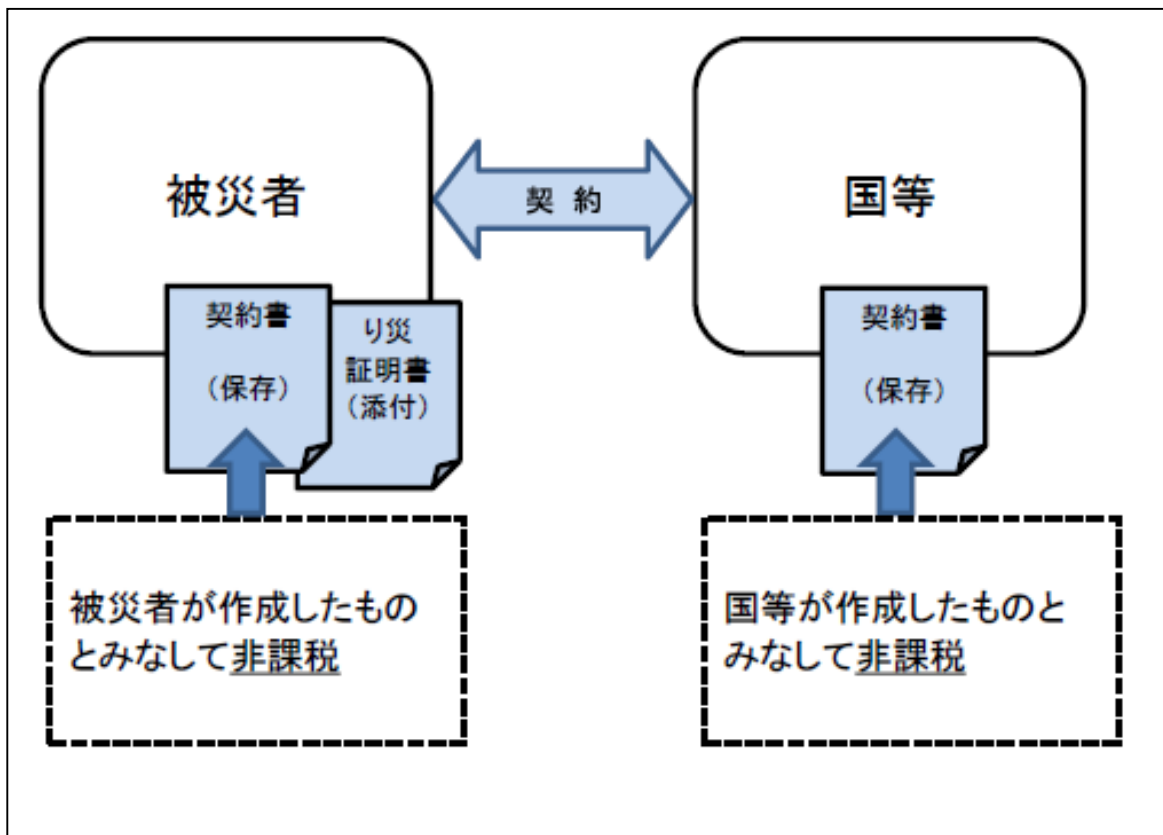 被災者
契 約
国等
契約書
（保存）
り災
証明書
（添付）
契約書
（保存）
被災者が作成したもの
とみなして非課税
国等が作成したものと
みなして非課税